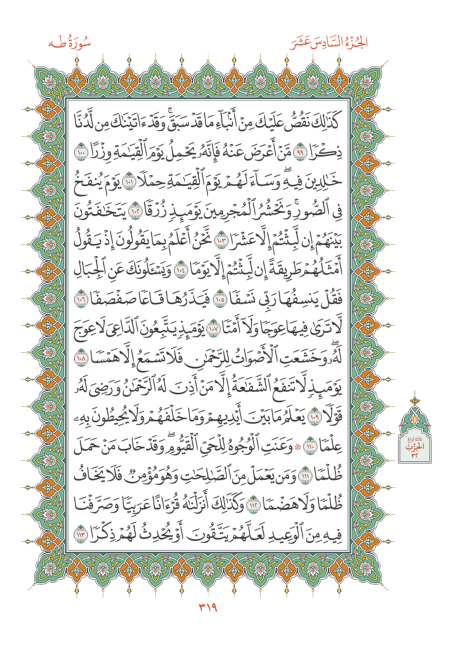 الجُزْءُ السَّادِسَ عَشَرَ
سُورَةُ طه
كَذَٰلِكَ نَقُصُّ عَلَيْكَ مِنْ أَنۢبَآءِ مَا قَدْ سَبَقَۚ وَقَدْ ءَاتَيْنَٰكَ مِن لَّدُنَّا
ذِكْرًا ٩٩ مَّنْ أَعْرَضَ عَنْهُ فَإِنَّهُۥ يَحْمِلُ يَوْمَ ٱلْقِيَٰمَةِ وِزْرًا ١٠٠
خَٰلِدِينَ فِيهِۖ وَسَآءَ لَهُمْ يَوْمَ ٱلْقِيَٰمَةِ حِمْلًا ١٠١ يَوْمَ يُنفَخُ
فِى ٱلصُّورِۚ وَنَحْشُرُ ٱلْمُجْرِمِينَ يَوْمَئِذٍ زُرْقًا ١٠٢ يَتَخَٰفَتُونَ
بَيْنَهُمْ إِن لَّبِثْتُمْ إِلَّا عَشْرًا ١٠٣ نَّحْنُ أَعْلَمُ بِمَا يَقُولُونَ إِذْ يَقُولُ
أَمْثَلُهُمْ طَرِيقَةً إِن لَّبِثْتُمْ إِلَّا يَوْمًا ١٠٤ وَيَسْـَٔلُونَكَ عَنِ ٱلْجِبَالِ
فَقُلْ يَنسِفُهَا رَبِّى نَسْفًا ١٠٥ فَيَذَرُهَا قَاعًا صَفْصَفًا ١٠٦
لَّا تَرَىٰ فِيهَا عِوَجًا وَلَآ أَمْتًا ١٠٧ يَوْمَئِذٍ يَتَّبِعُونَ ٱلدَّاعِىَ لَا عِوَجَ
لَهُۥۖ وَخَشَعَتِ ٱلْأَصْوَاتُ لِلرَّحْمَٰنِ فَلَا تَسْمَعُ إِلَّا هَمْسًا ١٠٨
يَوْمَئِذٍ لَّا تَنفَعُ ٱلشَّفَٰعَةُ إِلَّا مَنْ أَذِنَ لَهُ ٱلرَّحْمَٰنُ وَرَضِىَ لَهُۥ
قَوْلًا ١٠٩ يَعْلَمُ مَا بَيْنَ أَيْدِيهِمْ وَمَا خَلْفَهُمْ وَلَا يُحِيطُونَ بِهِۦ
عِلْمًا ١١٠ ۞ وَعَنَتِ ٱلْوُجُوهُ لِلْحَىِّ ٱلْقَيُّومِۖ وَقَدْ خَابَ مَنْ حَمَلَ
ظُلْمًا ١١١ وَمَن يَعْمَلْ مِنَ ٱلصَّٰلِحَٰتِ وَهُوَ مُؤْمِنٌ فَلَا يَخَافُ
ظُلْمًا وَلَا هَضْمًا ١١٢ وَكَذَٰلِكَ أَنزَلْنَٰهُ قُرْءَانًا عَرَبِيًّا وَصَرَّفْنَا
فِيهِ مِنَ ٱلْوَعِيدِ لَعَلَّهُمْ يَتَّقُونَ أَوْ يُحْدِثُ لَهُمْ ذِكْرًا ١١٣
ثلاثة أرباع
الحزب
٣٢
٣١٩